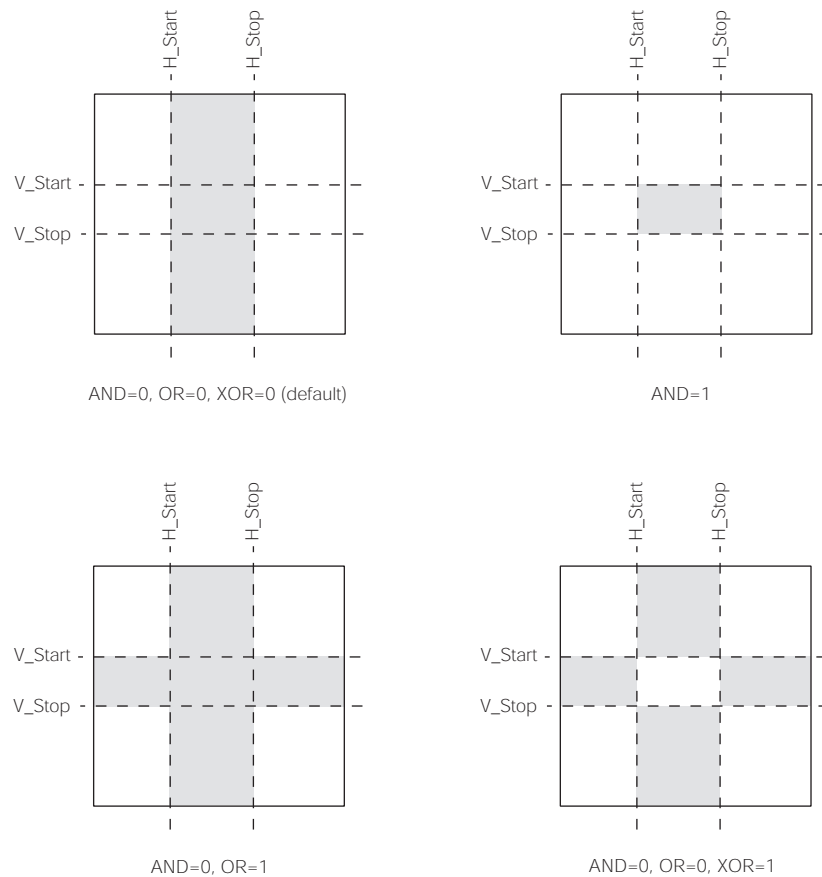 H_Start
H_Stop
V_Start
V_Stop
AND=0, OR=0, XOR=0 (default)
H_Start
H_Stop
V_Start
V_Stop
AND=1
H_Start
H_Stop
V_Start
V_Stop
AND=0, OR=1
H_Start
H_Stop
V_Start
V_Stop
AND=0, OR=0, XOR=1